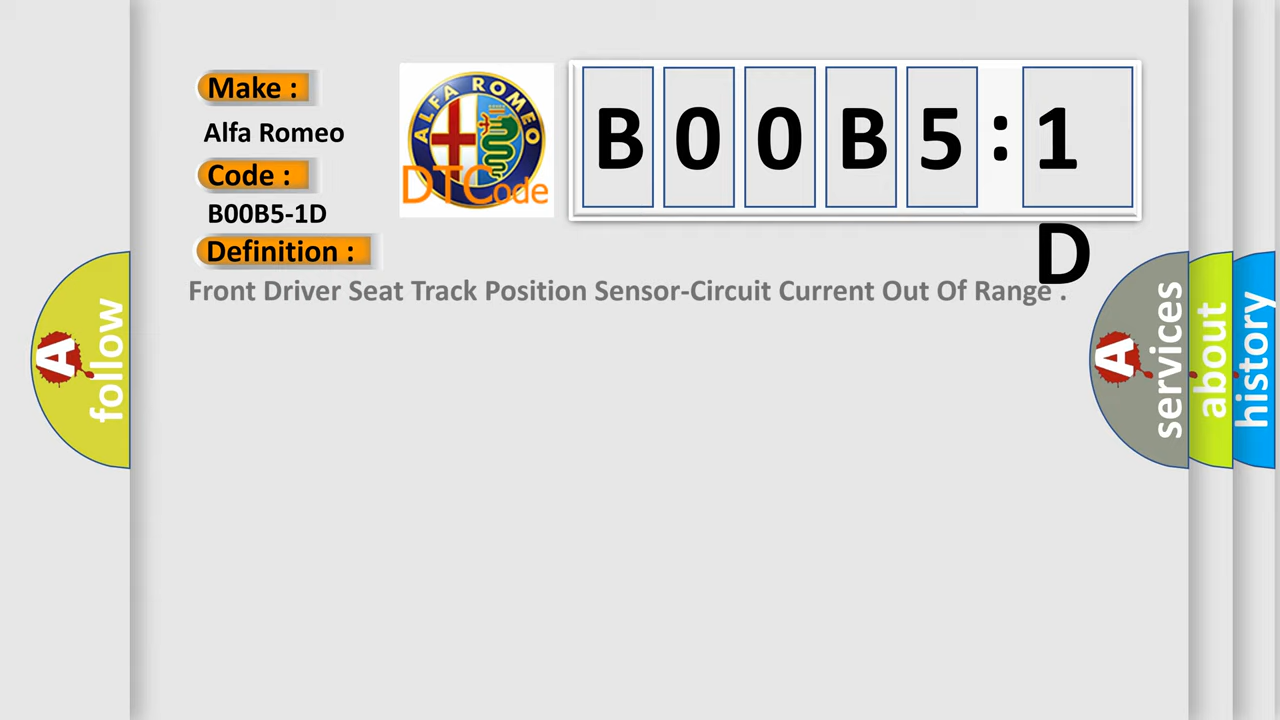 Make :
Alfa Romeo
Code :
B00B5-1D
Definition :
Front Driver Seat Track Position Sensor-Circuit Current Out Of Range .
ALFA ROMEO
DTCode
B 0 0 B 5 : 1
D
A
follow
A
services
about
history